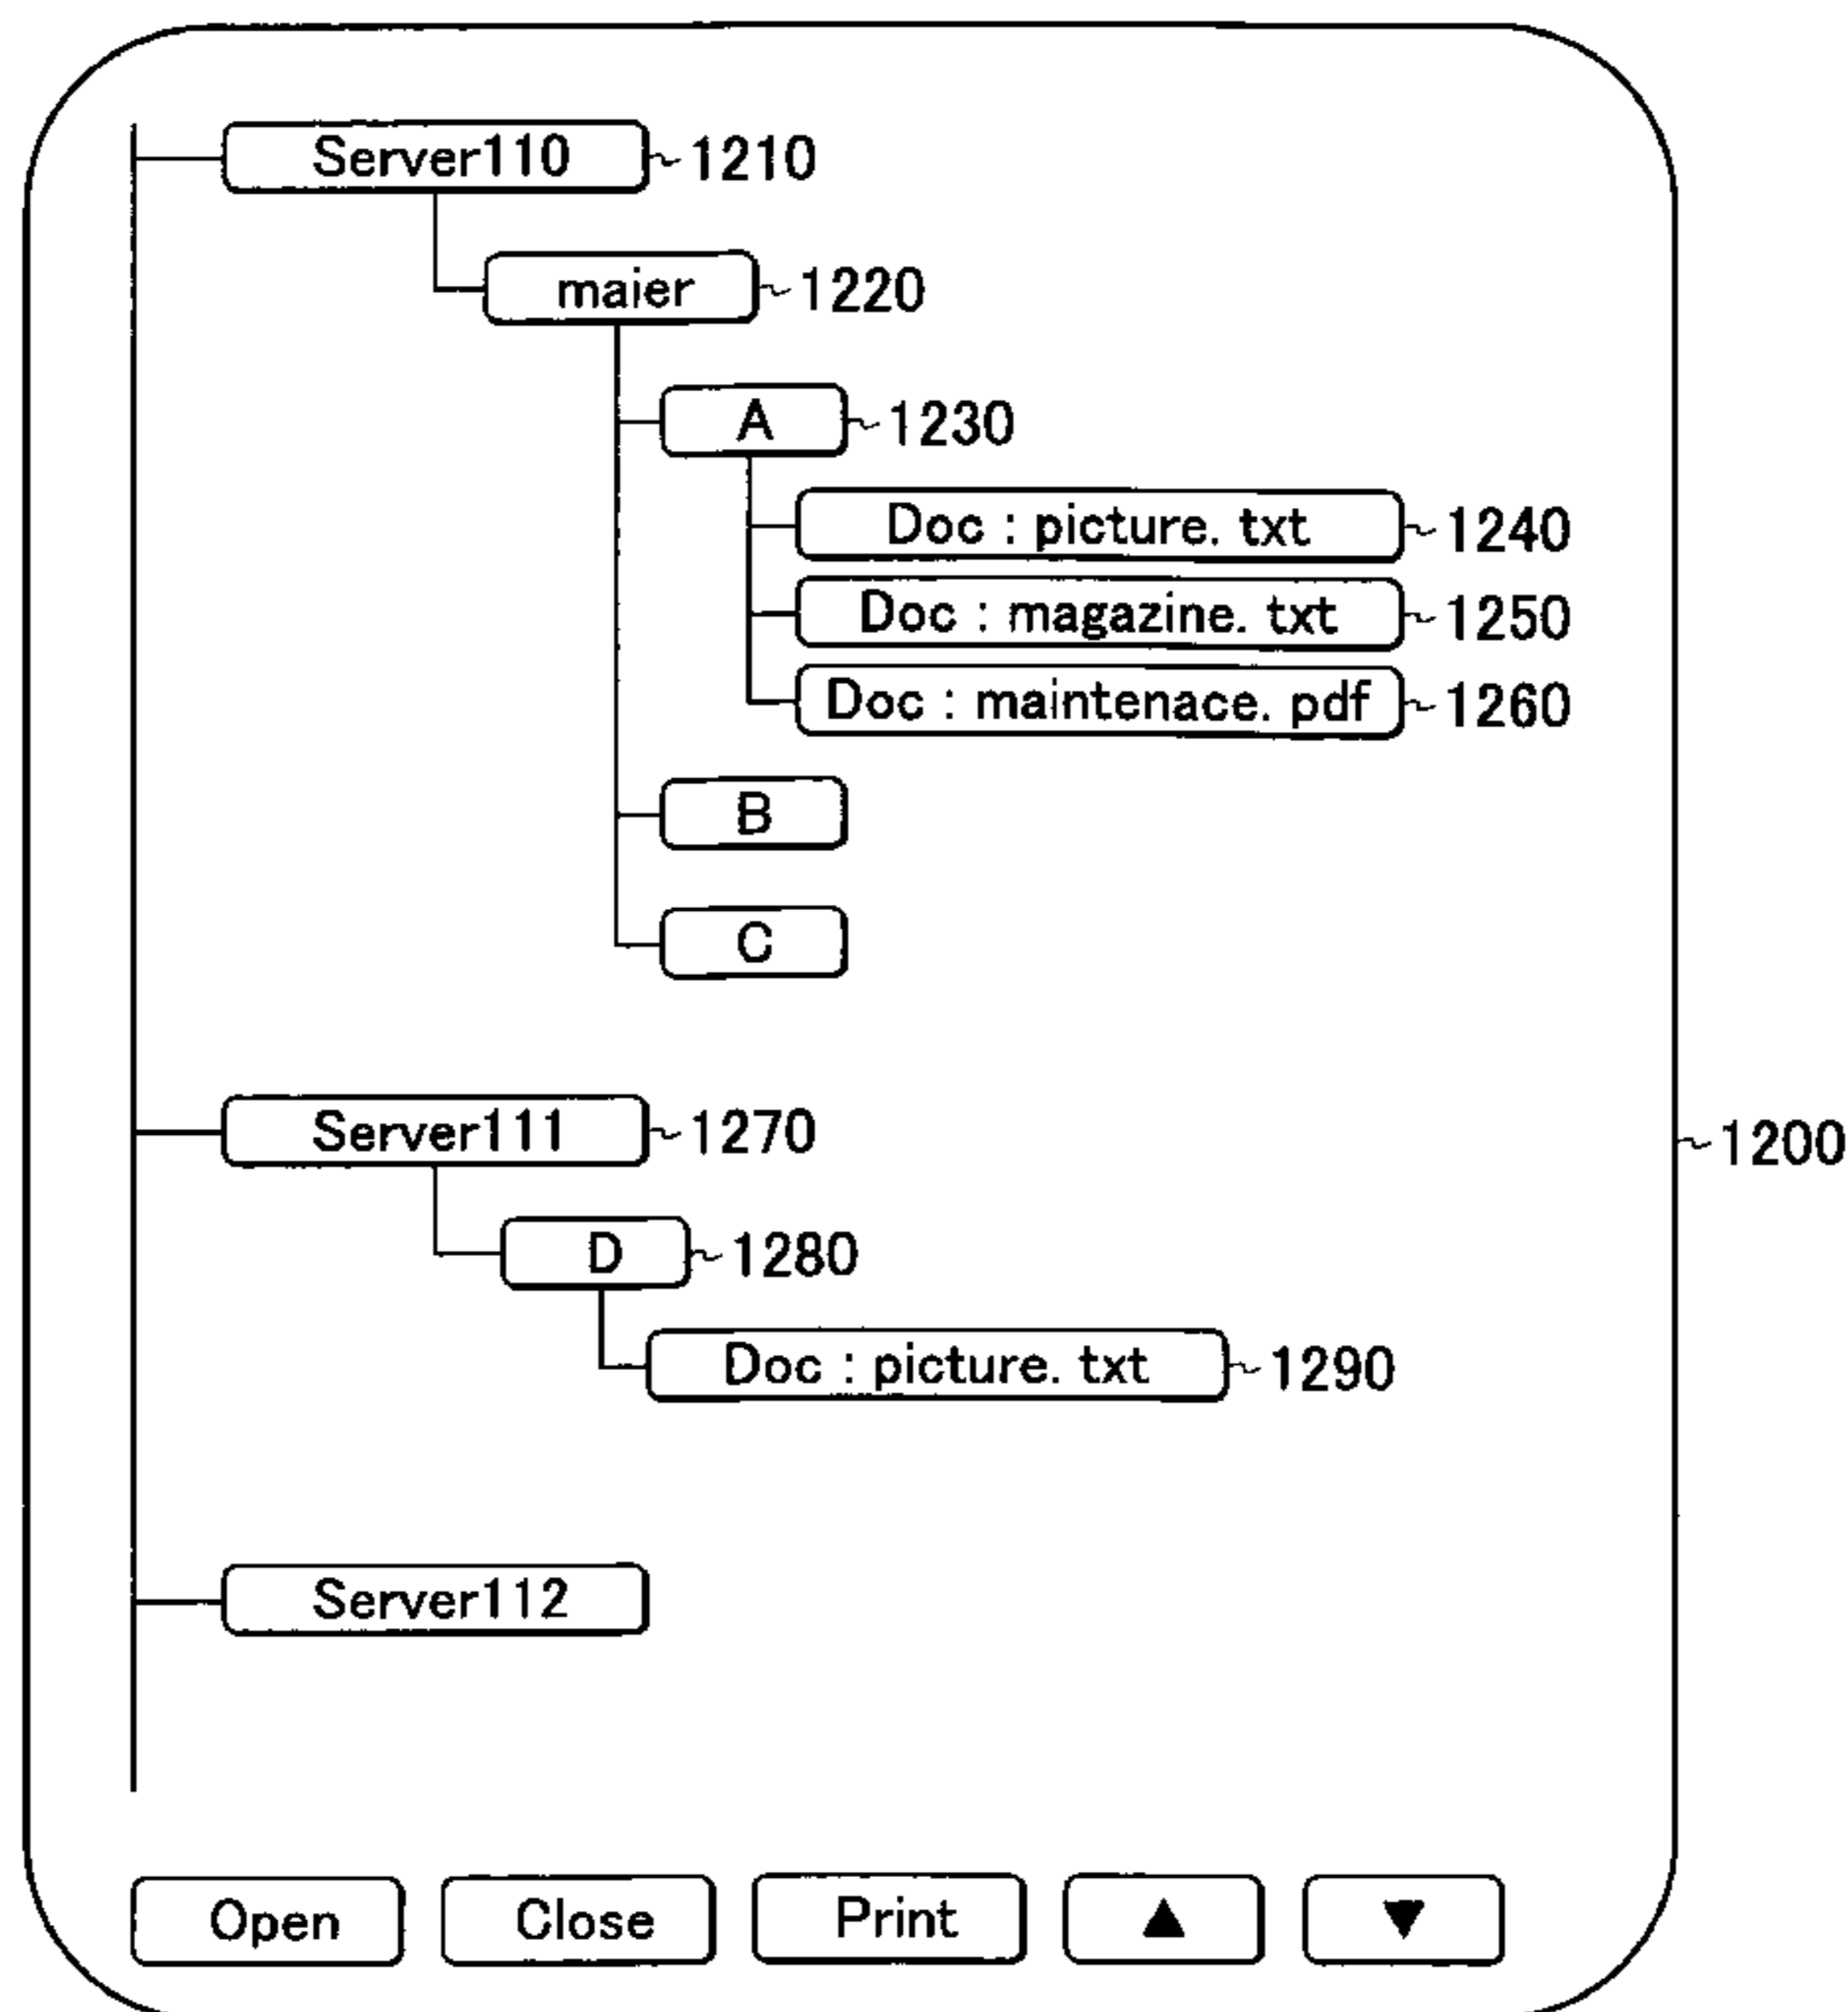 Server110 1210
maier 1220
A 1230
Doc : picture. txt 1240
Doc : magazine. txt 1250
Doc : maintenace. pdf 1260
B
C
Server111 1270
1200
D 1280
Doc : picture. txt 1290
Server112
Open Close Print ▲ ▼